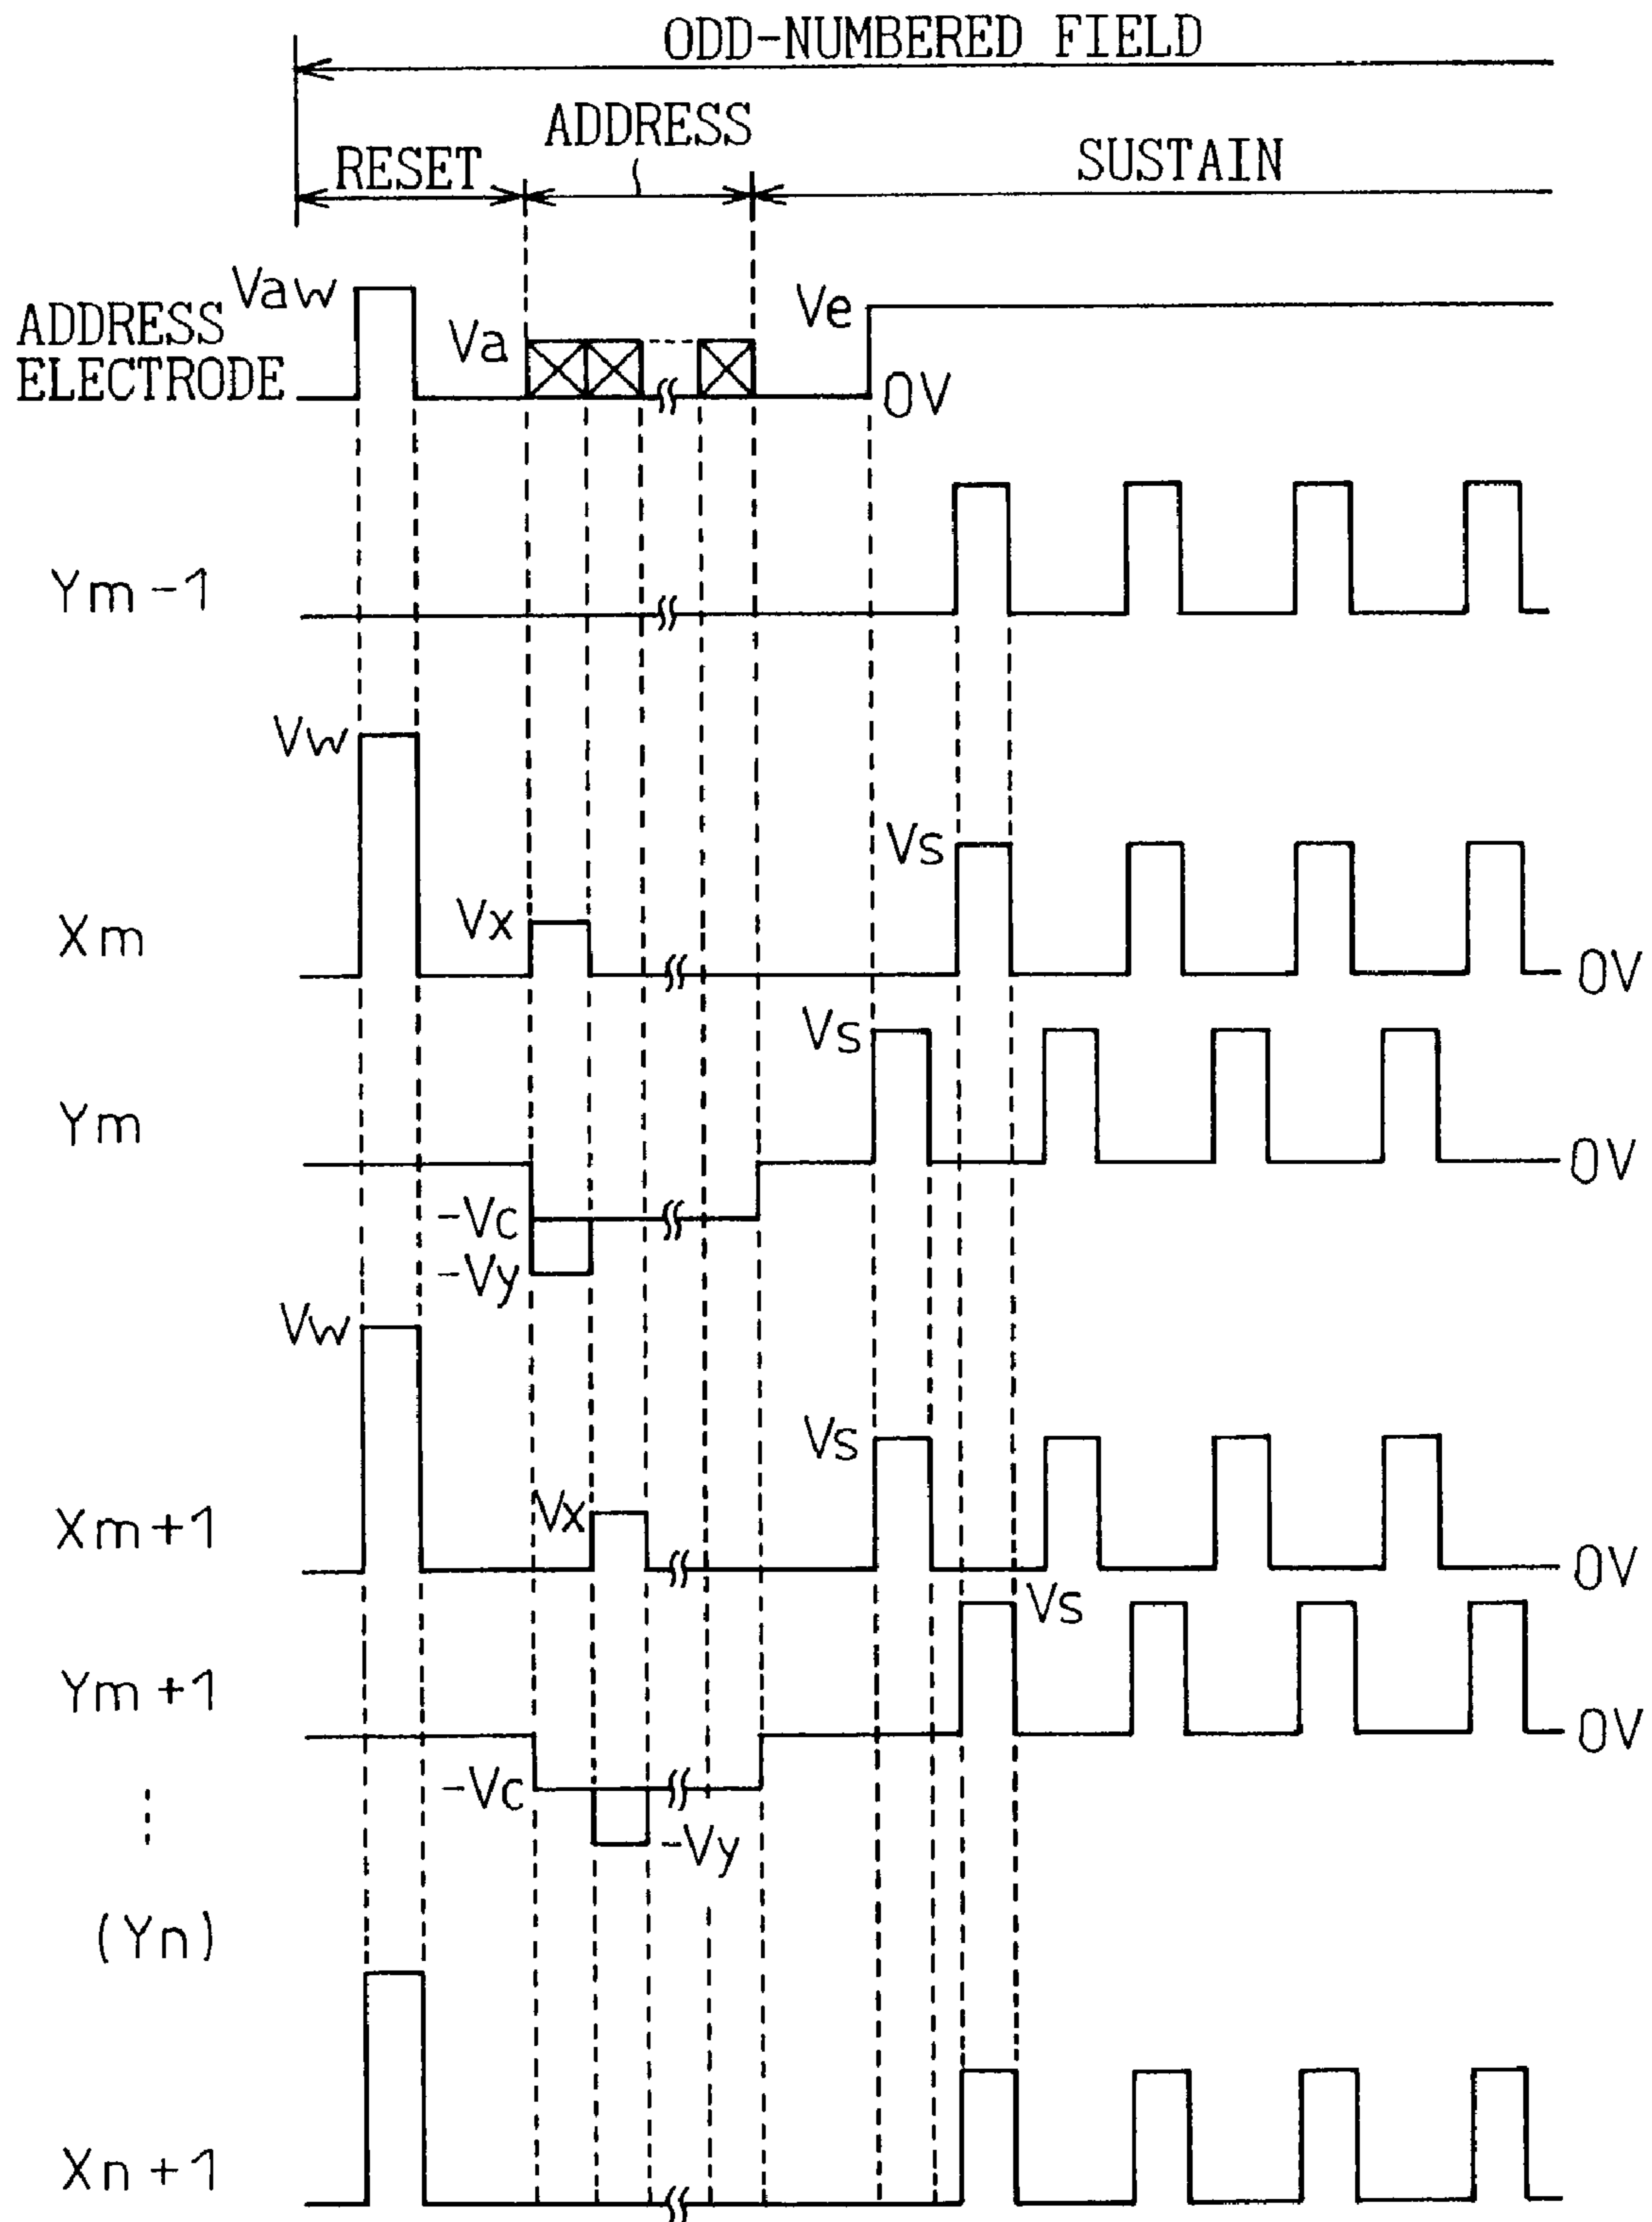 ODD-NUMBERED FIELD
ADDRESS
RESET
SUSTAIN
Vaw
Ve
ADDRESS
ELECTRODE
Va
0V
Ym-1
Vw
Vs
Vx
Xm
0V
Vs
Ym
0V
-Vc
-Vy
Vw
Vs
Vx
Xm+1
0V
Vs
Ym+1
0V
-Vc
-Vy
(Yn)
Xn+1